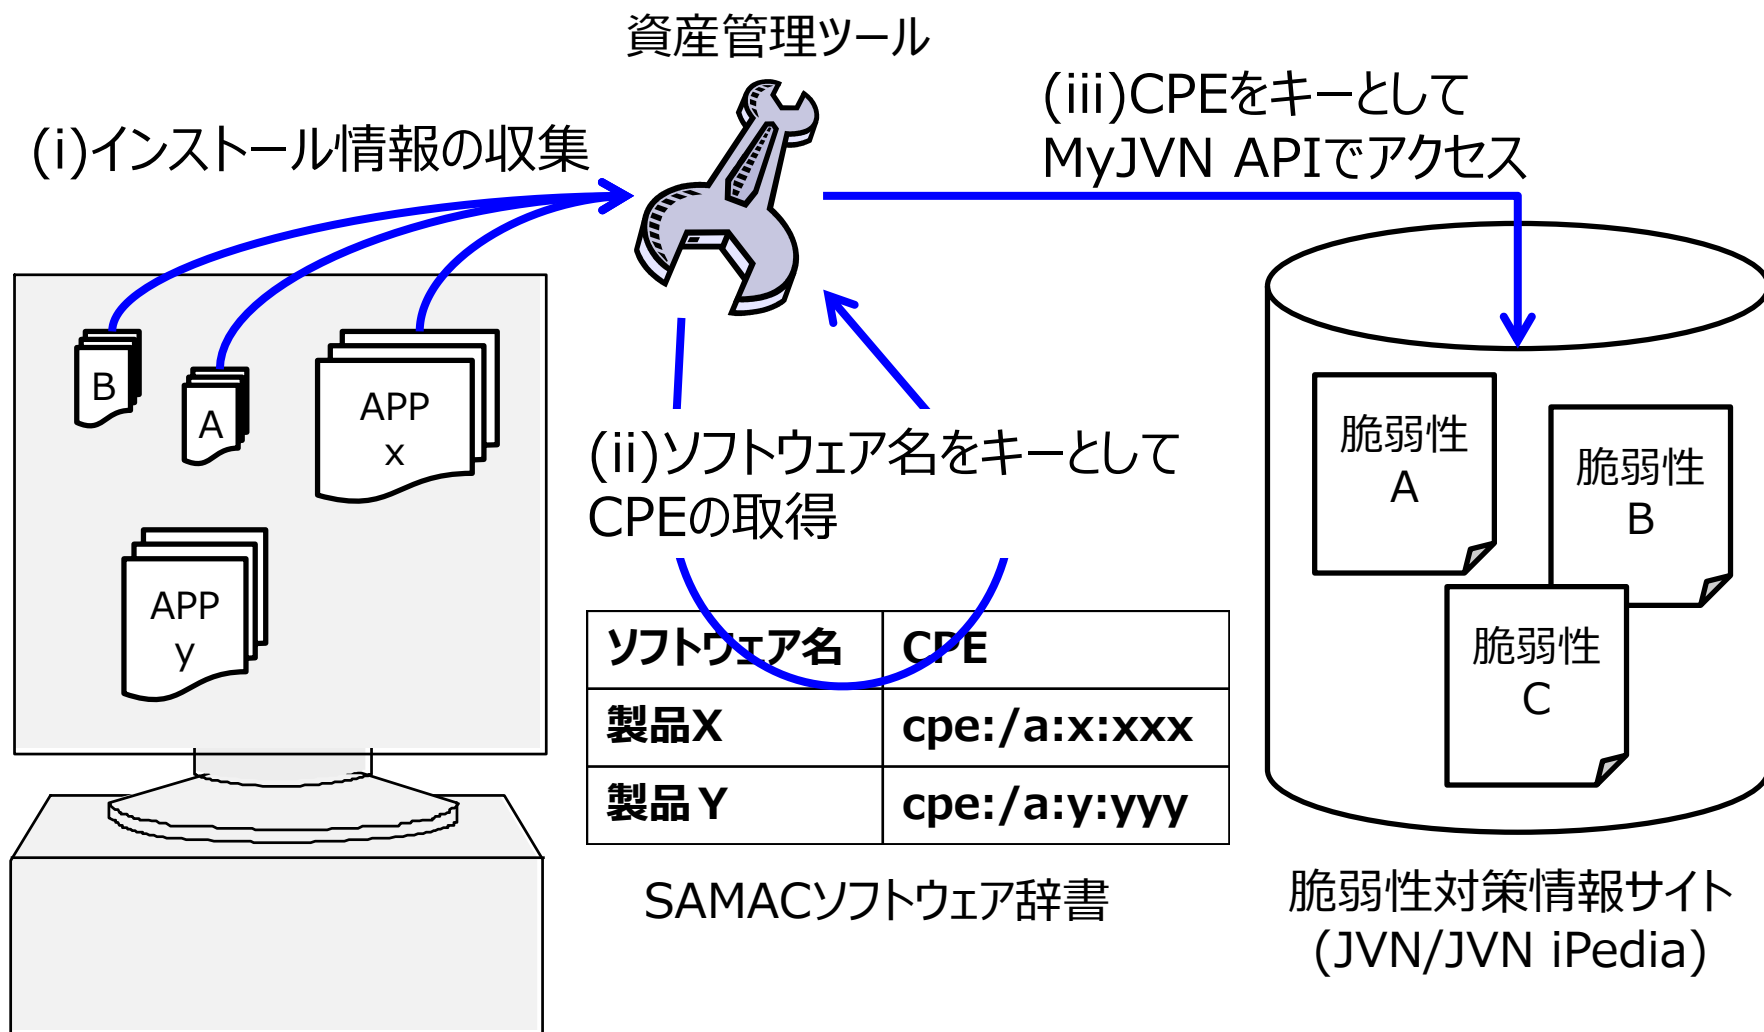 資産管理ツール
(i)インストール情報の収集
(iii)CPEをキーとして
MyJVN APIでアクセス
B
A
APP
x
APP
y
(ii)ソフトウェア名をキーとして
CPEの取得
ソフトウェア名 CPE
製品X cpe:/a:x:xxx
製品Y cpe:/a:y:yyy
SAMACソフトウェア辞書
脆弱性
A
脆弱性
B
脆弱性
C
脆弱性対策情報サイト
(JVN/JVN iPedia)